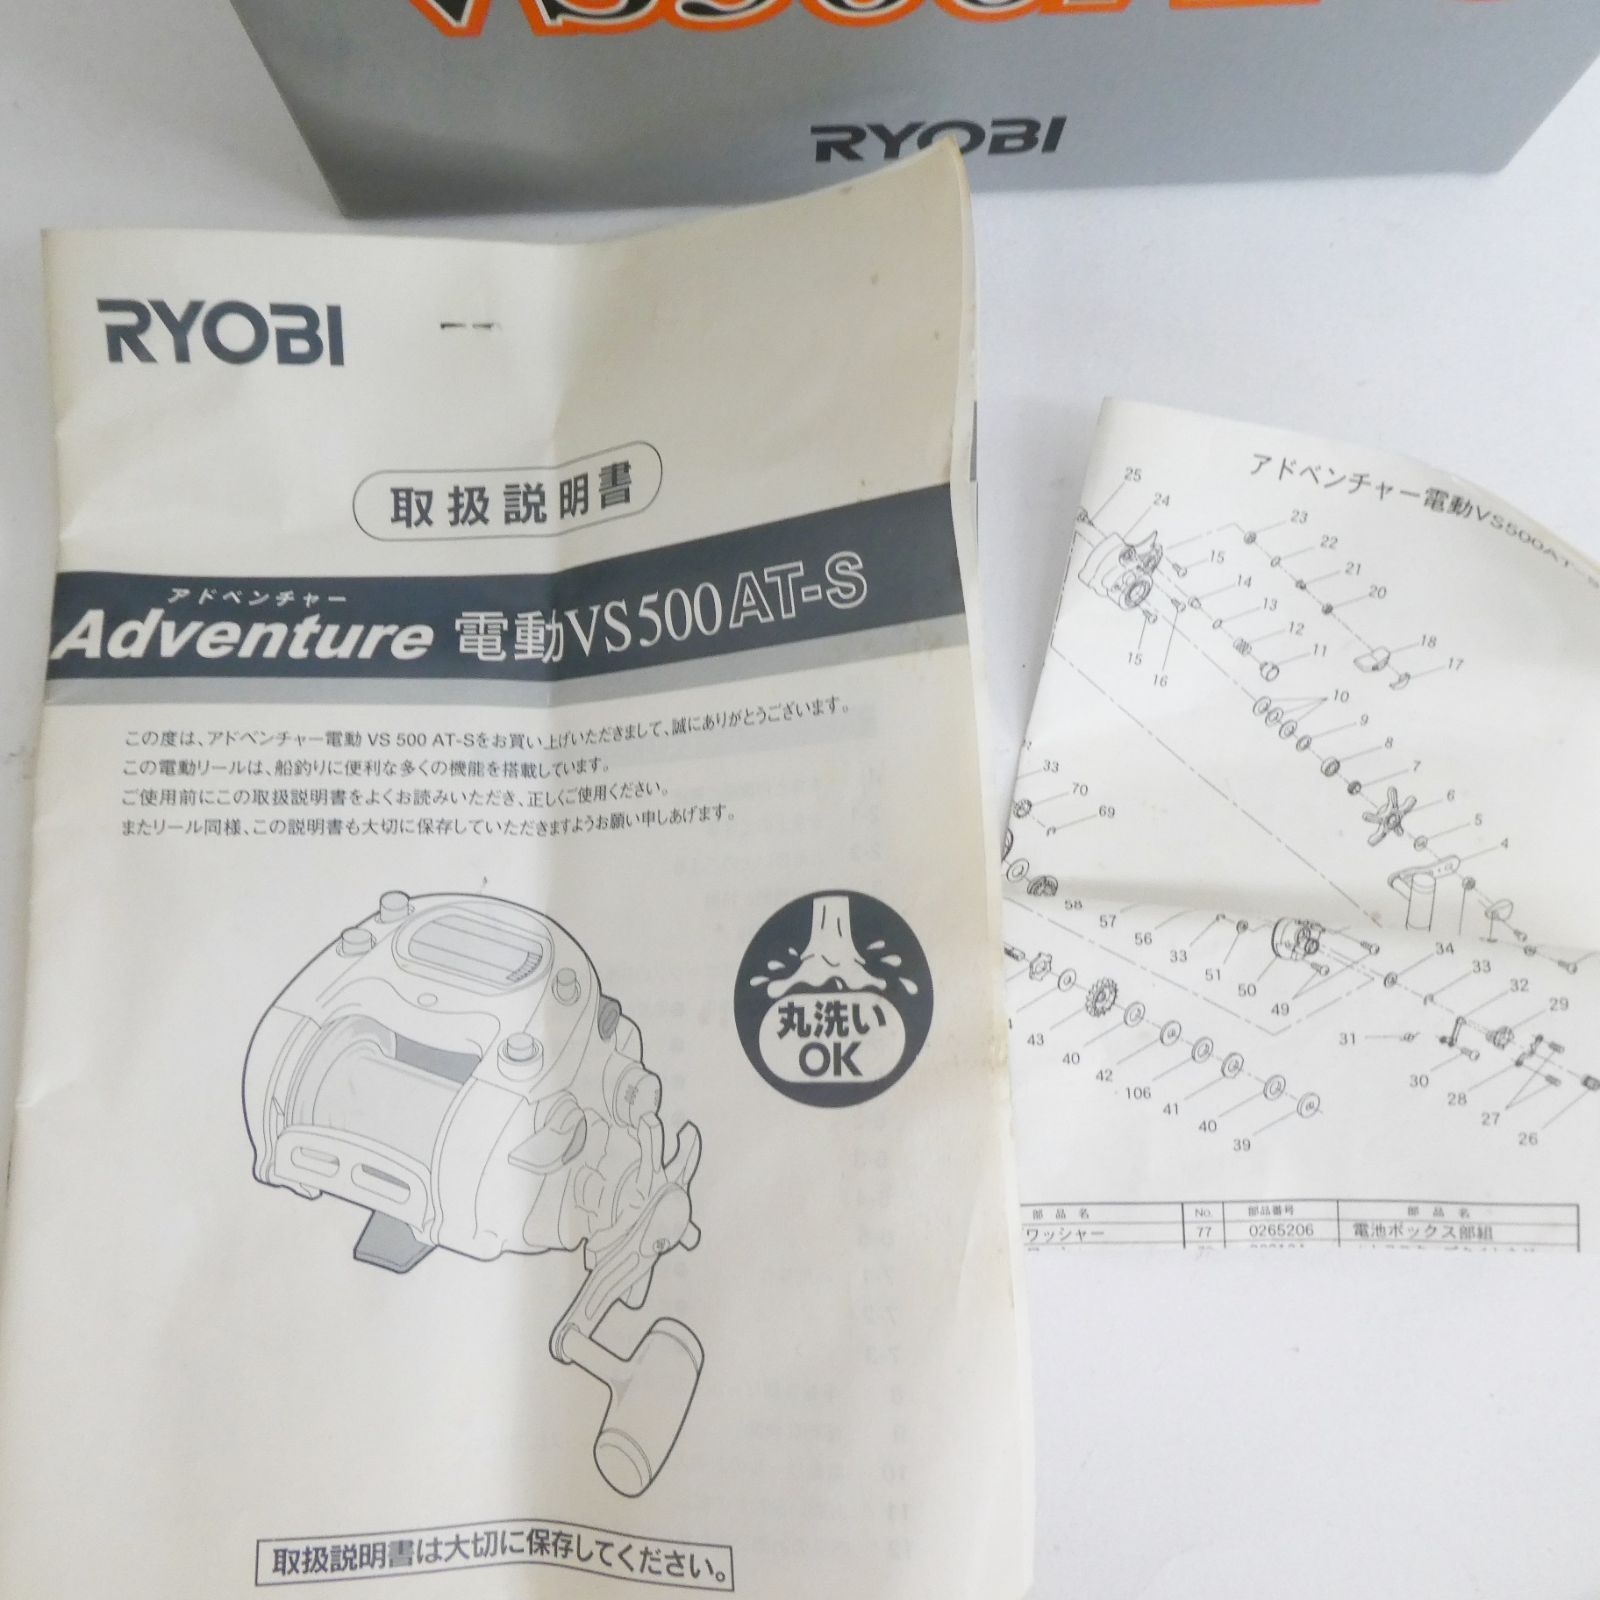 RYOBI
RYOBI
取扱説明書
アドベンチャー
Adventure 電動VS500AT-S
この度は、アドベンチャー電動 VS 500 AT-Sをお買い上げいただきまして、誠にありがとうございます。
この電動リールは、船釣りに便利な多くの機能を搭載しています。
ご使用前にこの取扱説明書をよくお読みいただき、正しくご使用ください。
またリール同様、この説明書も大切に保存していただきますようお願い申しあげます。
丸洗い
OK
取扱説明書は大切に保存してください。
アドベンチャー電動VS500AT-S
25 24 23 22 21 20
15 14 13 12 11 18 17
15 16 10 9 8 7 6 5 4
33 70 69
58 57 56 33 51 50 49 34 33 32 29
43 40 42 106 41 40 39 31 30 28 27 26
部品名 No. 部品番号 部品名
ワッシャー 77 0265206 電池ボックス部組